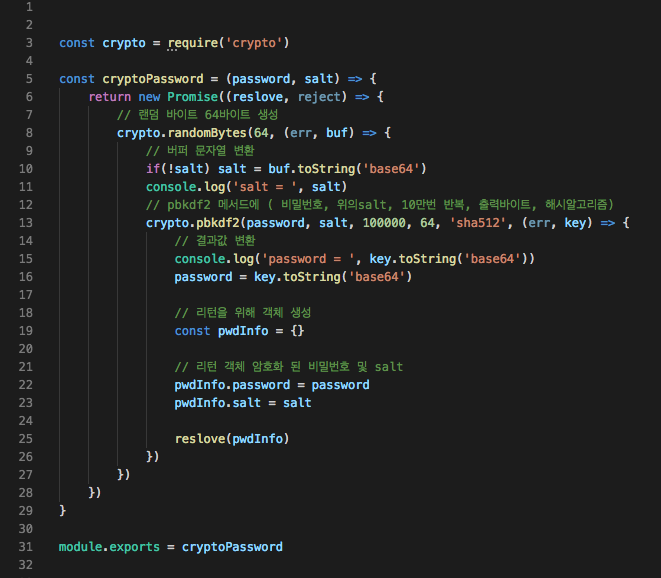 1
2
3 const crypto = require('crypto')
4
5 const cryptoPassword = (password, salt) => {
6 return new Promise((reslove, reject) => {
7 // 랜덤 바이트 64바이트 생성
8 crypto.randomBytes(64, (err, buf) => {
9 // 버퍼 문자열 변환
10 if(!salt) salt = buf.toString('base64')
11 console.log('salt = ', salt)
12 // pbkdf2 메서드에 ( 비밀번호, 위의salt, 10만번 반복, 출력바이트, 해시알고리즘)
13 crypto.pbkdf2(password, salt, 100000, 64, 'sha512', (err, key) => {
14 // 결과값 변환
15 console.log('password = ', key.toString('base64'))
16 password = key.toString('base64')
17
18 // 리턴을 위해 객체 생성
19 const pwdInfo = {}
20
21 // 리턴 객체 암호화 된 비밀번호 및 salt
22 pwdInfo.password = password
23 pwdInfo.salt = salt
24
25 reslove(pwdInfo)
26 })
27 })
28 })
29 }
30
31 module.exports = cryptoPassword
32